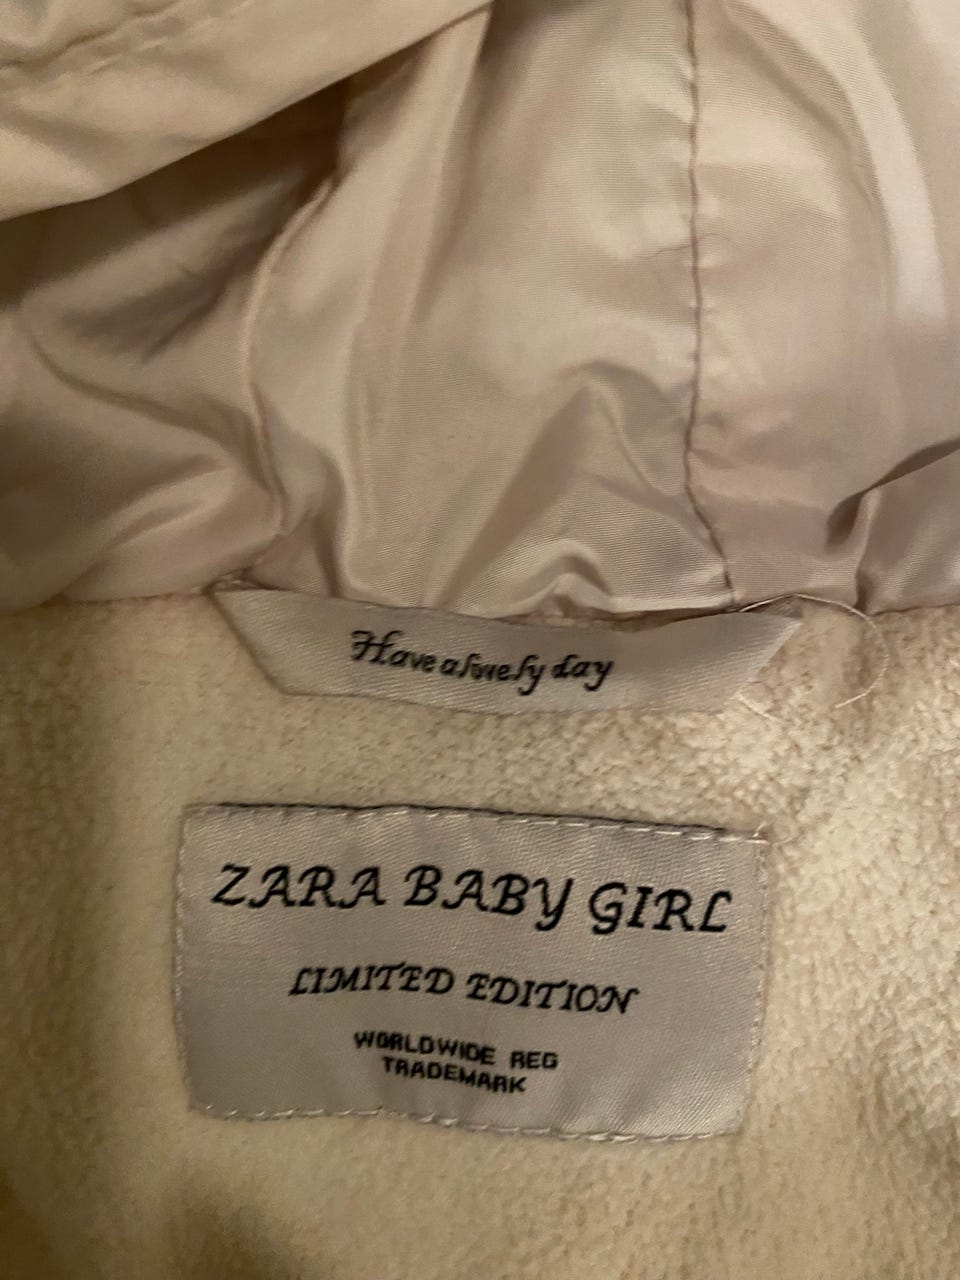 Have a lovely day
ZARA BABY GIRL
LIMITED EDITION
WORLDWIDE REG
TRADEMARK